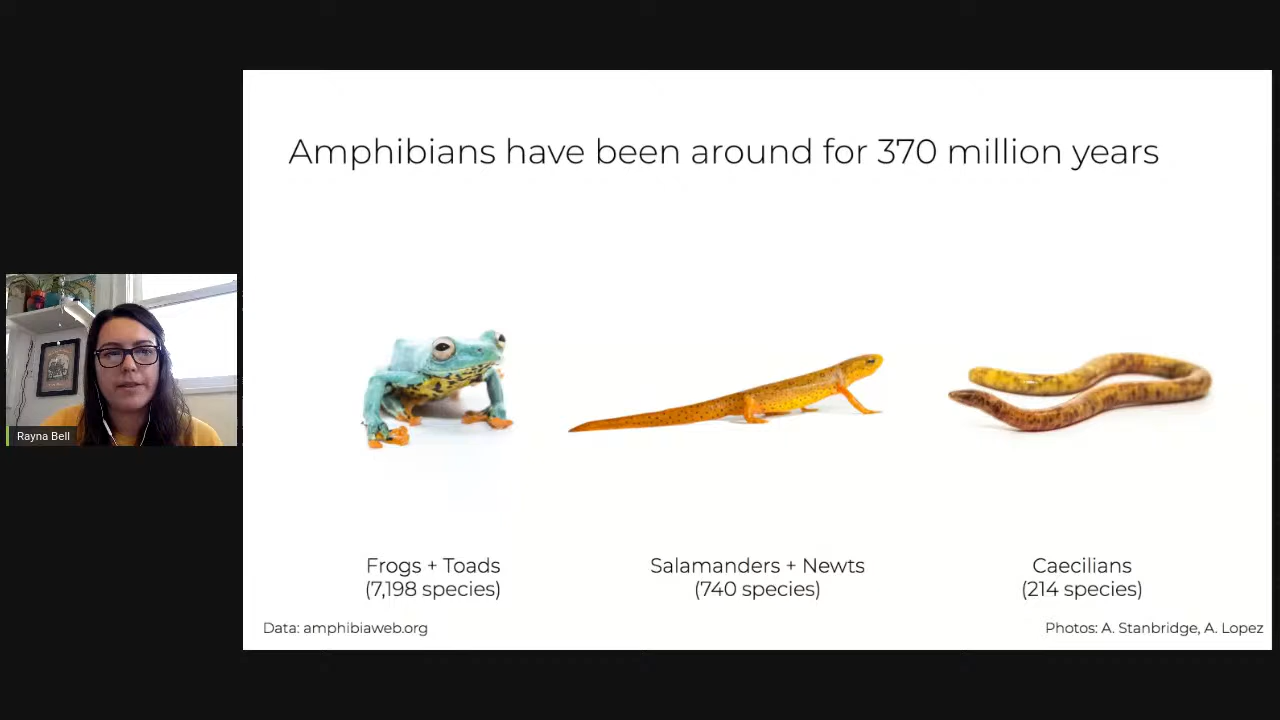 Amphibians have been around for 370 million years
Rayna Bell
Frogs + Toads
(7,198 species)
Salamanders + Newts
(740 species)
Caecilians
(214 species)
Data: amphibiaweb.org
Photos: A. Stanbridge, A. Lopez